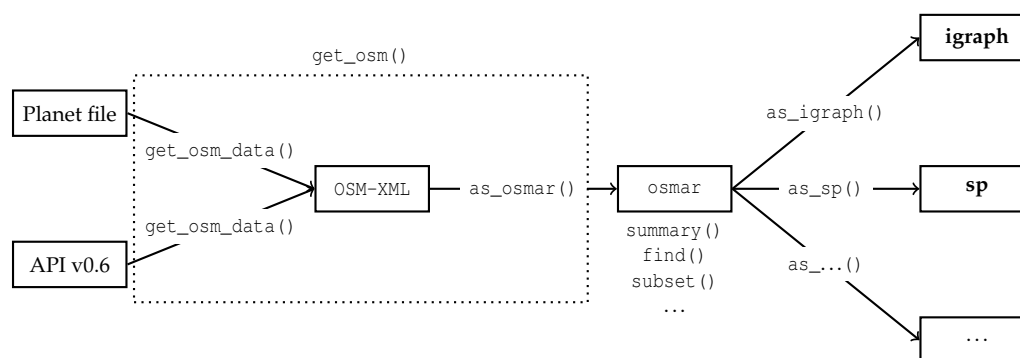 igraph
get_osm()
Planet file
as_igraph()
get_osm_data()
OSM-XML
as_osmar()
osmar
as_sp()
sp
get_osm_data()
summary()
find()
API v0.6
as_...()
subset()
...
...